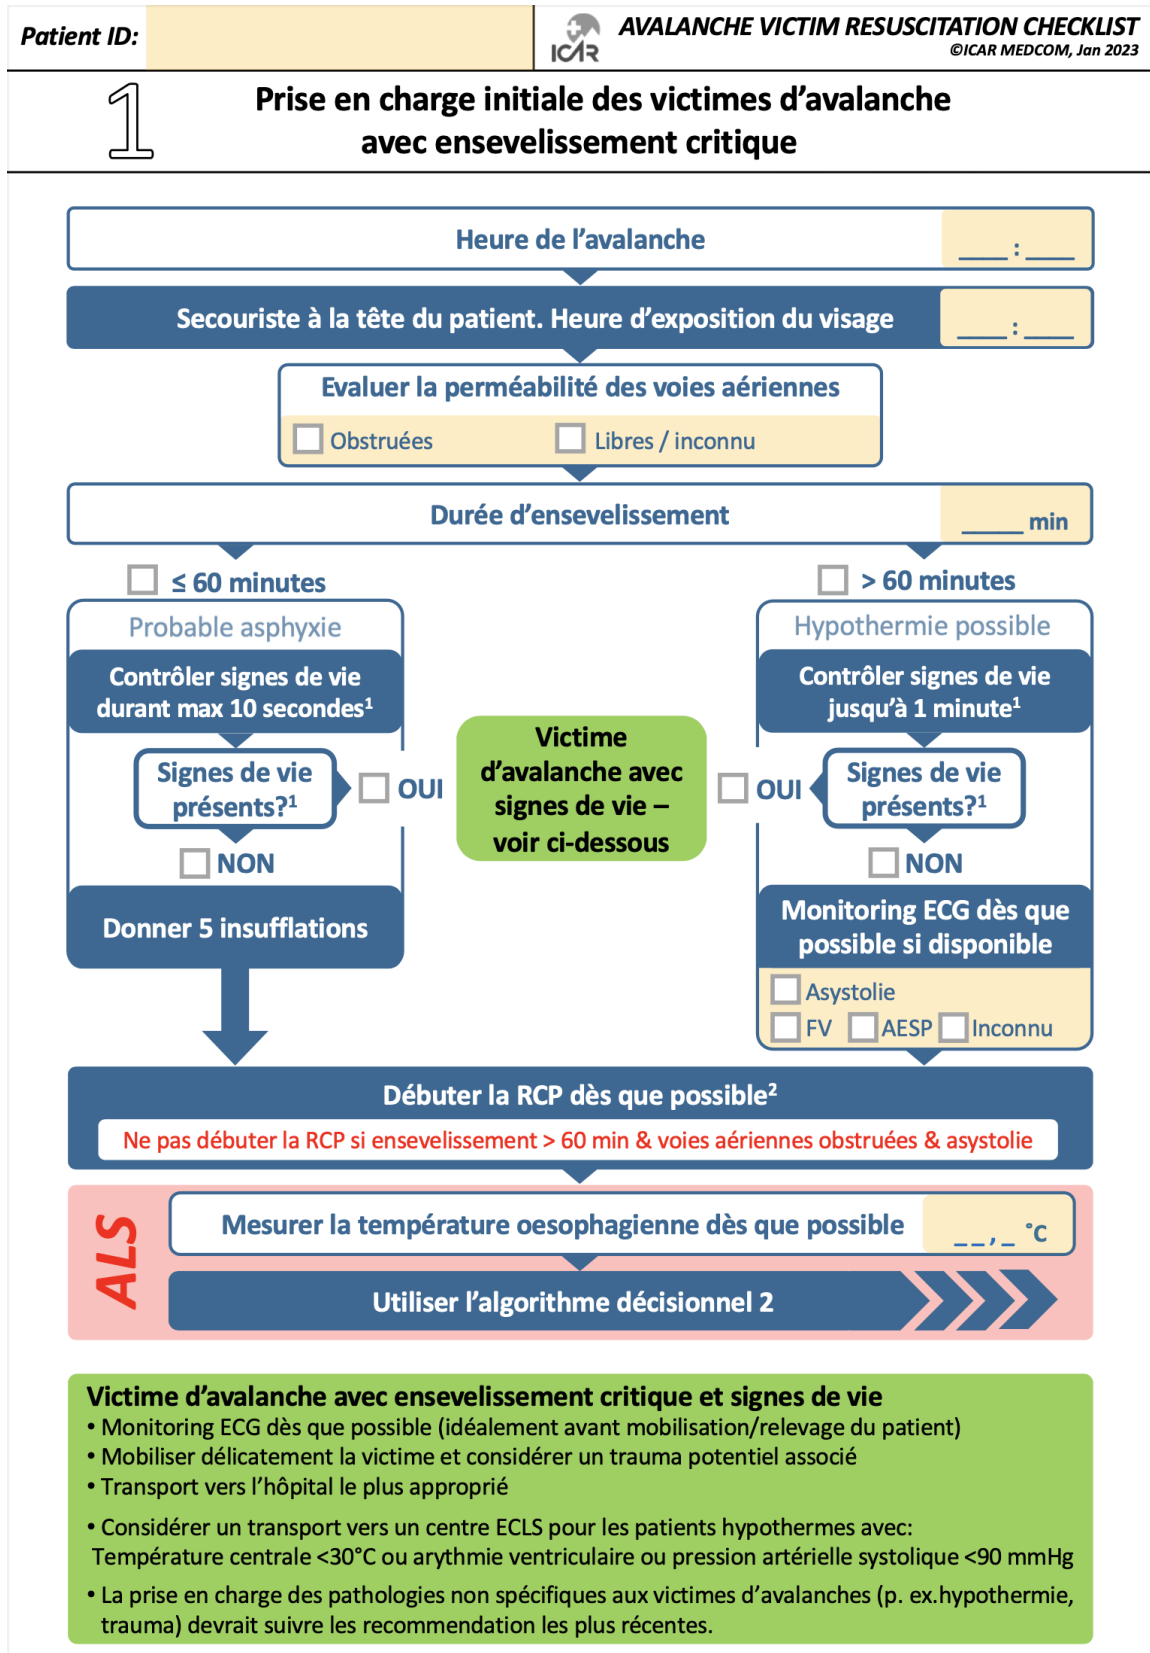 Patient ID:
ICAR
AVALANCHE VICTIM RESUSCITATION CHECKLIST
©ICAR MEDCOM, Jan 2023
1
Prise en charge initiale des victimes d’avalanche
avec ensevelissement critique
Heure de l’avalanche
____ : ____
Secouriste à la tête du patient. Heure d’exposition du visage
____ : ____
Evaluer la perméabilité des voies aériennes
Obstruées
Libres / inconnu
Durée d’ensevelissement
_____ min
≤ 60 minutes
Probable asphyxie
Contrôler signes de vie
durant max 10 secondes¹
Signes de vie
présents?¹
OUI
NON
Donner 5 insufflations
Victime
d’avalanche avec
signes de vie –
voir ci-dessous
> 60 minutes
Hypothermie possible
Contrôler signes de vie
jusqu’à 1 minute¹
OUI
Signes de vie
présents?¹
NON
Monitoring ECG dès que
possible si disponible
Asystolie
FV
AESP
Inconnu
Débuter la RCP dès que possible²
Ne pas débuter la RCP si ensevelissement > 60 min & voies aériennes obstruées & asystolie
ALS
Mesurer la température oesophagienne dès que possible
_ _ , _ °C
Utiliser l’algorithme décisionnel 2
Victime d’avalanche avec ensevelissement critique et signes de vie
• Monitoring ECG dès que possible (idéalement avant mobilisation/relevage du patient)
• Mobiliser délicatement la victime et considérer un trauma potentiel associé
• Transport vers l’hôpital le plus approprié
• Considérer un transport vers un centre ECLS pour les patients hypothermes avec:
Température centrale <30°C ou arythmie ventriculaire ou pression artérielle systolique <90 mmHg
• La prise en charge des pathologies non spécifiques aux victimes d’avalanches (p. ex.hypothermie,
trauma) devrait suivre les recommendation les plus récentes.